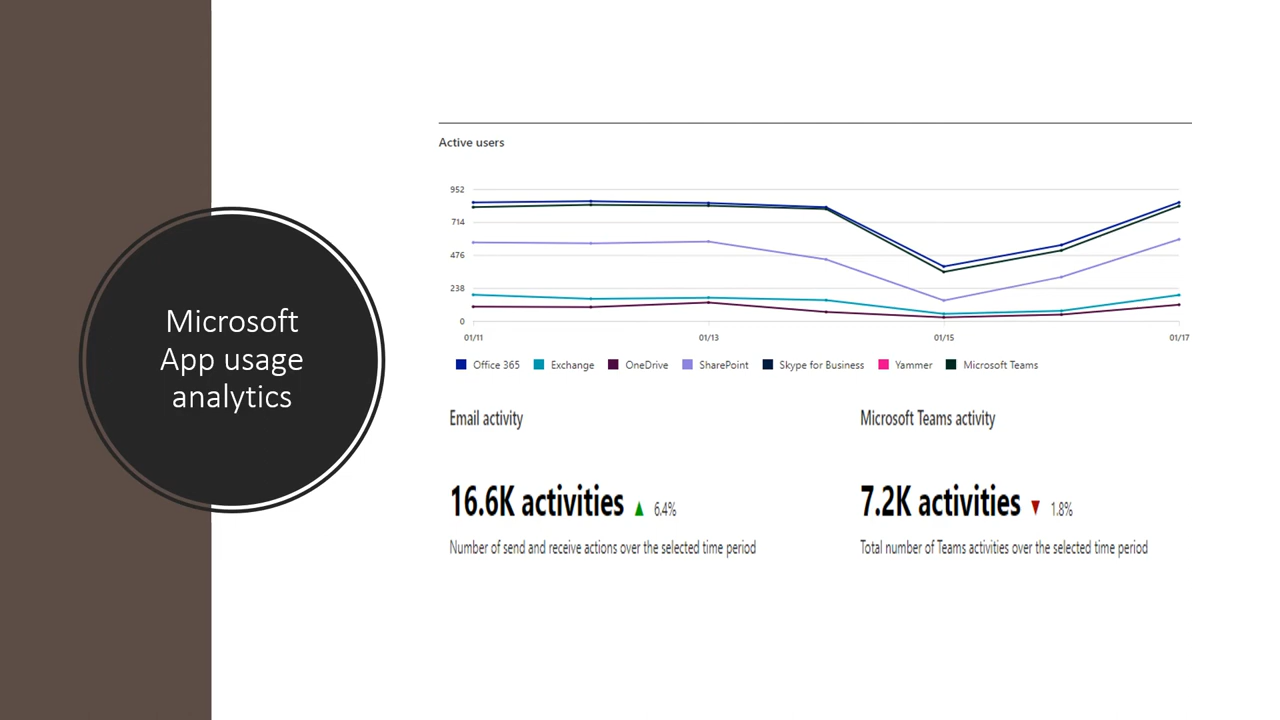 Microsoft
App usage
analytics
Active users
952
714
476
238
0
01/11 01/13 01/15 01/17
Office 365 Exchange OneDrive SharePoint Skype for Business Yammer Microsoft Teams
Email activity
16.6K activities ▲ 6.4%
Number of send and receive actions over the selected time period
Microsoft Teams activity
7.2K activities ▼ 1.8%
Total number of Teams activities over the selected time period